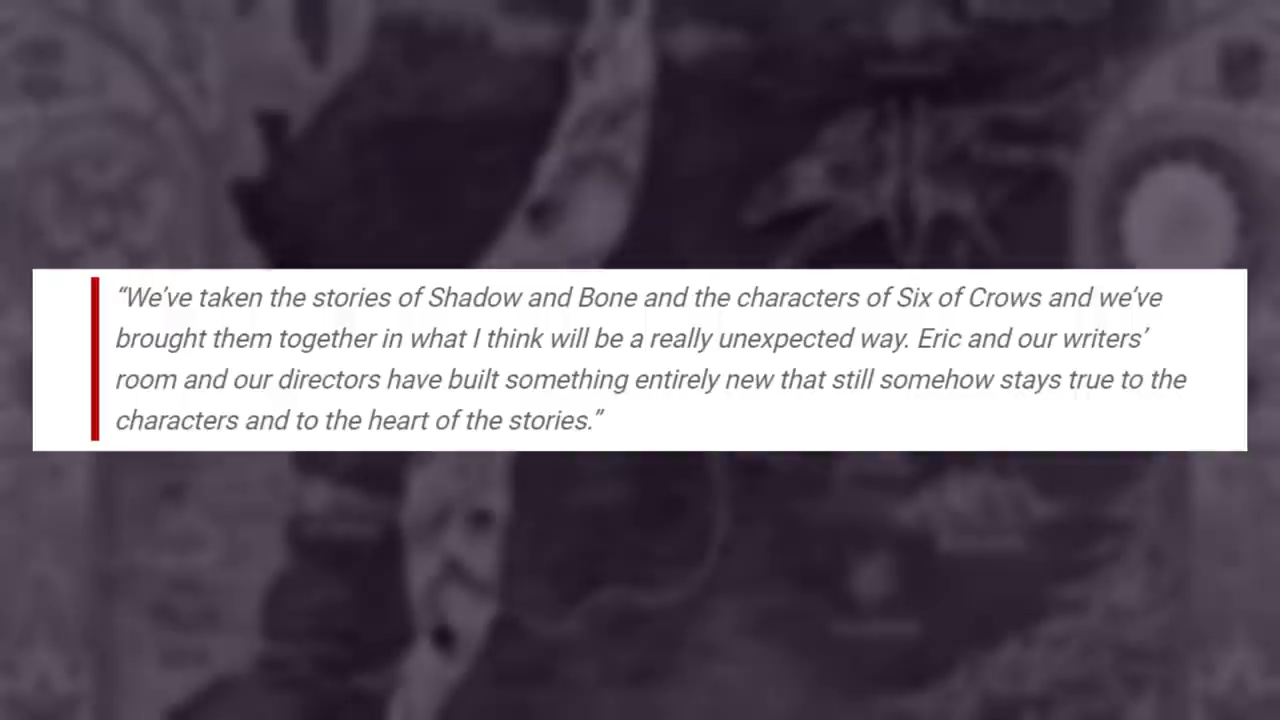 “We’ve taken the stories of Shadow and Bone and the characters of Six of Crows and we’ve
brought them together in what I think will be a really unexpected way. Eric and our writers’
room and our directors have built something entirely new that still somehow stays true to the
characters and to the heart of the stories.”